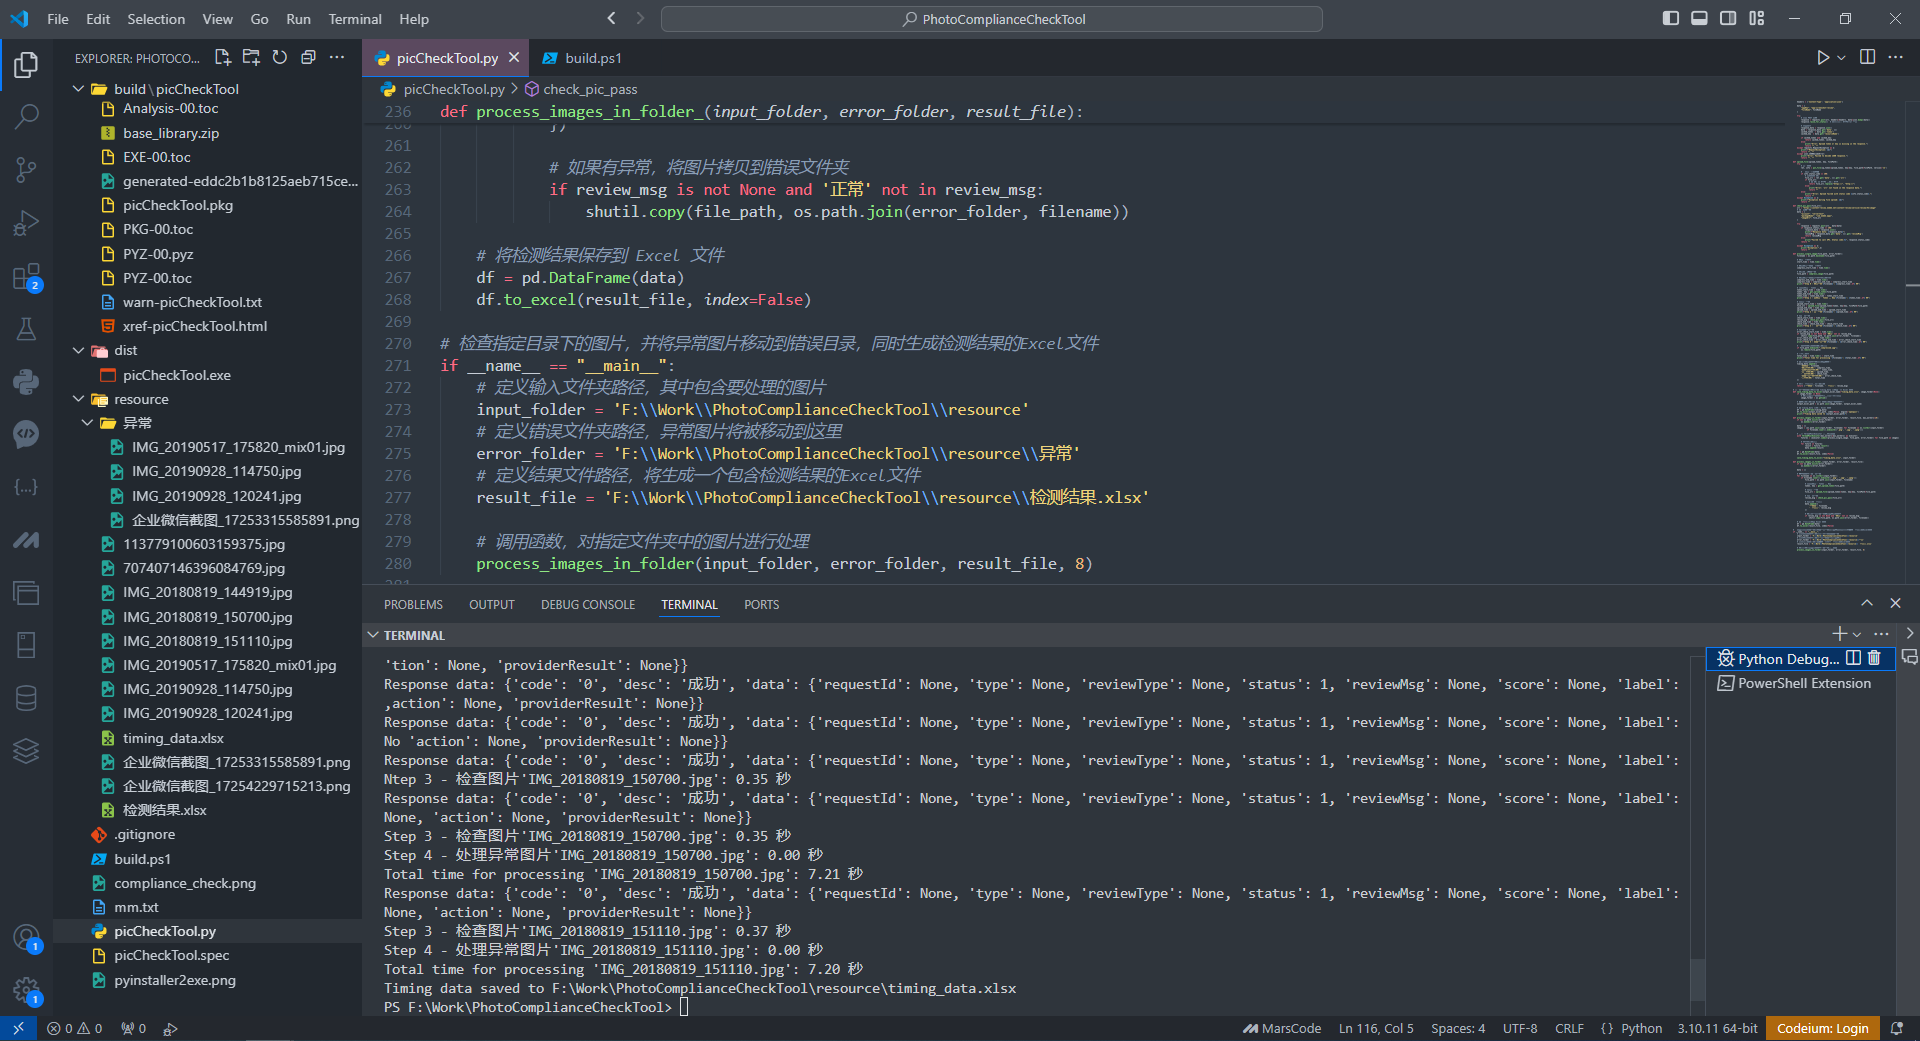 File Edit Selection View Go Run Terminal Help
PhotoComplianceCheckTool
EXPLORER: PHOTOCO...
build\picCheckTool
Analysis-00.toc
base_library.zip
EXE-00.toc
generated-eddc2b1b8125aeb715ce...
picCheckTool.pkg
PKG-00.toc
PYZ-00.pyz
PYZ-00.toc
warn-picCheckTool.txt
xref-picCheckTool.html
dist
picCheckTool.exe
resource
异常
IMG_20190517_175820_mix01.jpg
IMG_20190928_114750.jpg
IMG_20190928_120241.jpg
企业微信截图_17253315585891.png
113779100603159375.jpg
707407146396084769.jpg
IMG_20180819_144919.jpg
IMG_20180819_150700.jpg
IMG_20180819_151110.jpg
IMG_20190517_175820_mix01.jpg
IMG_20190928_114750.jpg
IMG_20190928_120241.jpg
timing_data.xlsx
企业微信截图_17253315585891.png
企业微信截图_17254229715213.png
检测结果.xlsx
.gitignore
build.ps1
compliance_check.png
mm.txt
picCheckTool.py
picCheckTool.spec
pyinstaller2exe.png
2
1
1
picCheckTool.py
build.ps1
picCheckTool.py > check_pic_pass
236 def process_images_in_folder_(input_folder, error_folder, result_file):
260 })
261
262 # 如果有异常，将图片拷贝到错误文件夹
263 if review_msg is not None and '正常' not in review_msg:
264 shutil.copy(file_path, os.path.join(error_folder, filename))
265
266 # 将检测结果保存到 Excel 文件
267 df = pd.DataFrame(data)
268 df.to_excel(result_file, index=False)
269
270 # 检查指定目录下的图片，并将异常图片移动到错误目录，同时生成检测结果的Excel文件
271 if __name__ == "__main__":
272 # 定义输入文件夹路径，其中包含要处理的图片
273 input_folder = 'F:\\Work\\PhotoComplianceCheckTool\\resource'
274 # 定义错误文件夹路径，异常图片将被移动到这里
275 error_folder = 'F:\\Work\\PhotoComplianceCheckTool\\resource\\异常'
276 # 定义结果文件路径，将生成一个包含检测结果的Excel文件
277 result_file = 'F:\\Work\\PhotoComplianceCheckTool\\resource\\检测结果.xlsx'
278
279 # 调用函数，对指定文件夹中的图片进行处理
280 process_images_in_folder(input_folder, error_folder, result_file, 8)
281
PROBLEMS OUTPUT DEBUG CONSOLE TERMINAL PORTS
TERMINAL
'tion': None, 'providerResult': None}}
Response data: {'code': '0', 'desc': '成功', 'data': {'requestId': None, 'type': None, 'reviewType': None, 'status': 1, 'reviewMsg': None, 'score': None, 'label':
,action': None, 'providerResult': None}}
Response data: {'code': '0', 'desc': '成功', 'data': {'requestId': None, 'type': None, 'reviewType': None, 'status': 1, 'reviewMsg': None, 'score': None, 'label':
No 'action': None, 'providerResult': None}}
Response data: {'code': '0', 'desc': '成功', 'data': {'requestId': None, 'type': None, 'reviewType': None, 'status': 1, 'reviewMsg': None, 'score': None, 'label':
Ntep 3 - 检查图片'IMG_20180819_150700.jpg': 0.35 秒
Response data: {'code': '0', 'desc': '成功', 'data': {'requestId': None, 'type': None, 'reviewType': None, 'status': 1, 'reviewMsg': None, 'score': None, 'label':
None, 'action': None, 'providerResult': None}}
Step 3 - 检查图片'IMG_20180819_150700.jpg': 0.35 秒
Step 4 - 处理异常图片'IMG_20180819_150700.jpg': 0.00 秒
Total time for processing 'IMG_20180819_150700.jpg': 7.21 秒
Response data: {'code': '0', 'desc': '成功', 'data': {'requestId': None, 'type': None, 'reviewType': None, 'status': 1, 'reviewMsg': None, 'score': None, 'label':
None, 'action': None, 'providerResult': None}}
Step 3 - 检查图片'IMG_20180819_151110.jpg': 0.37 秒
Step 4 - 处理异常图片'IMG_20180819_151110.jpg': 0.00 秒
Total time for processing 'IMG_20180819_151110.jpg': 7.20 秒
Timing data saved to F:\Work\PhotoComplianceCheckTool\resource\timing_data.xlsx
PS F:\Work\PhotoComplianceCheckTool>
Python Debug...
PowerShell Extension
0 0 0
MarsCode Ln 116, Col 5 Spaces: 4 UTF-8 CRLF {} Python 3.10.11 64-bit Codeium: Login